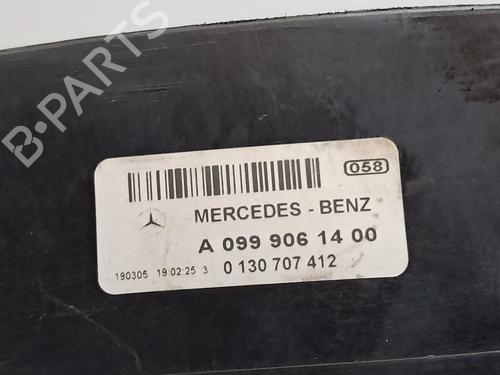 B-PARTS
058
MERCEDES - BENZ
A 099 906 14 00
190305 19:02:25 3 0 130 707 412